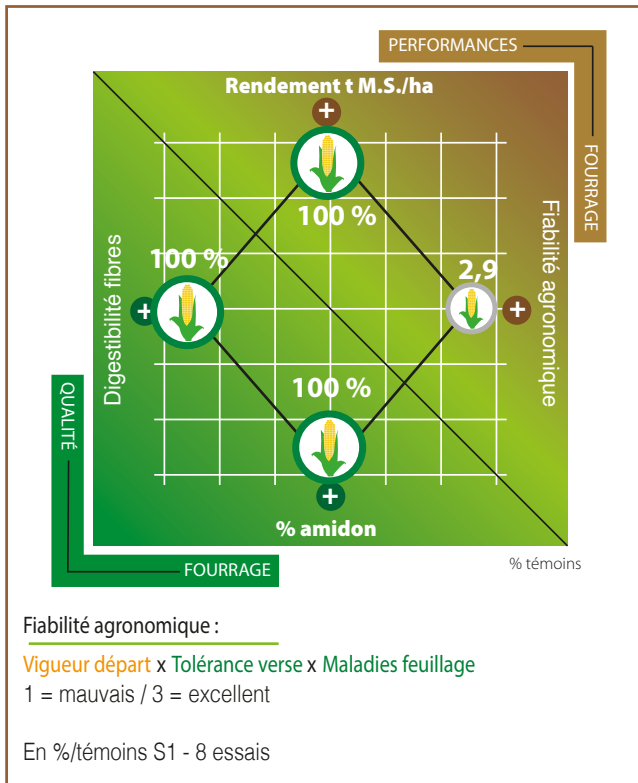 PERFORMANCES
FOURRAGE
Rendement t M.S./ha
+
100 %
Digestibilité fibres
100 %
+
2,9
+
Fiabilité agronomique
100 %
+
% amidon
QUALITÉ
FOURRAGE
% témoins
Fiabilité agronomique :
Vigueur départ x Tolérance verse x Maladies feuillage
1 = mauvais / 3 = excellent
En %/témoins S1 - 8 essais